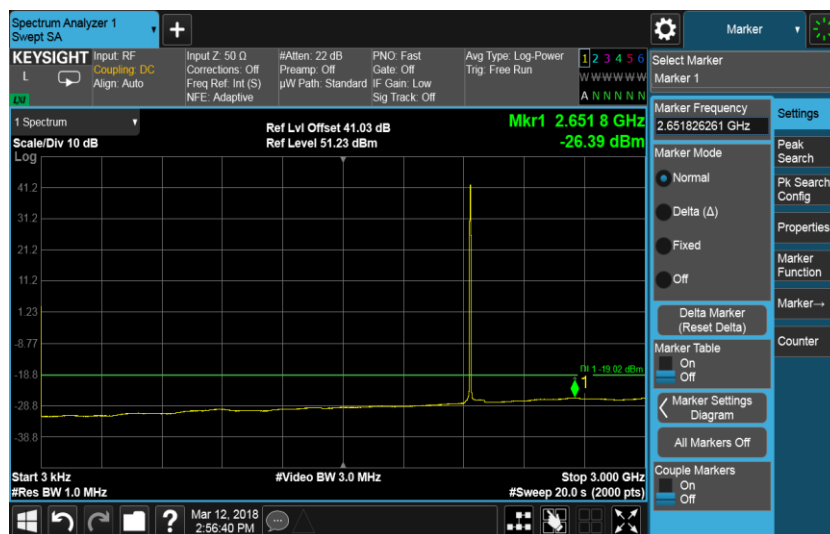 Spectrum Analyzer 1
Swept SA
+
Marker
KEYSIGHT
L
LXI
Input: RF
Coupling: DC
Align: Auto
Input Z: 50 Ω
Corrections: Off
Freq Ref: Int (S)
NFE: Adaptive
#Atten: 22 dB
Preamp: Off
µW Path: Standard
PNO: Fast
Gate: Off
IF Gain: Low
Sig Track: Off
Avg Type: Log-Power
Trig: Free Run
1 2 3 4 5 6
W W W W W W
A N N N N N
Select Marker
Marker 1
1 Spectrum
Scale/Div 10 dB
Log
Ref Lvl Offset 41.03 dB
Ref Level 51.23 dBm
Mkr1 2.651 8 GHz
-26.39 dBm
41.2
31.2
21.2
11.2
1.23
-8.77
-18.8
-28.8
-38.8
DL1 -19.02 dBm
1
Start 3 kHz
#Res BW 1.0 MHz
#Video BW 3.0 MHz
Stop 3.000 GHz
#Sweep 20.0 s (2000 pts)
Marker Frequency
2.651826261 GHz
Marker Mode
Normal
Delta (Δ)
Fixed
Off
Delta Marker
(Reset Delta)
Marker Table
On
Off
Marker Settings
Diagram
All Markers Off
Couple Markers
On
Off
Settings
Peak
Search
Pk Search
Config
Properties
Marker
Function
Marker→
Counter
?
Mar 12, 2018
2:56:40 PM